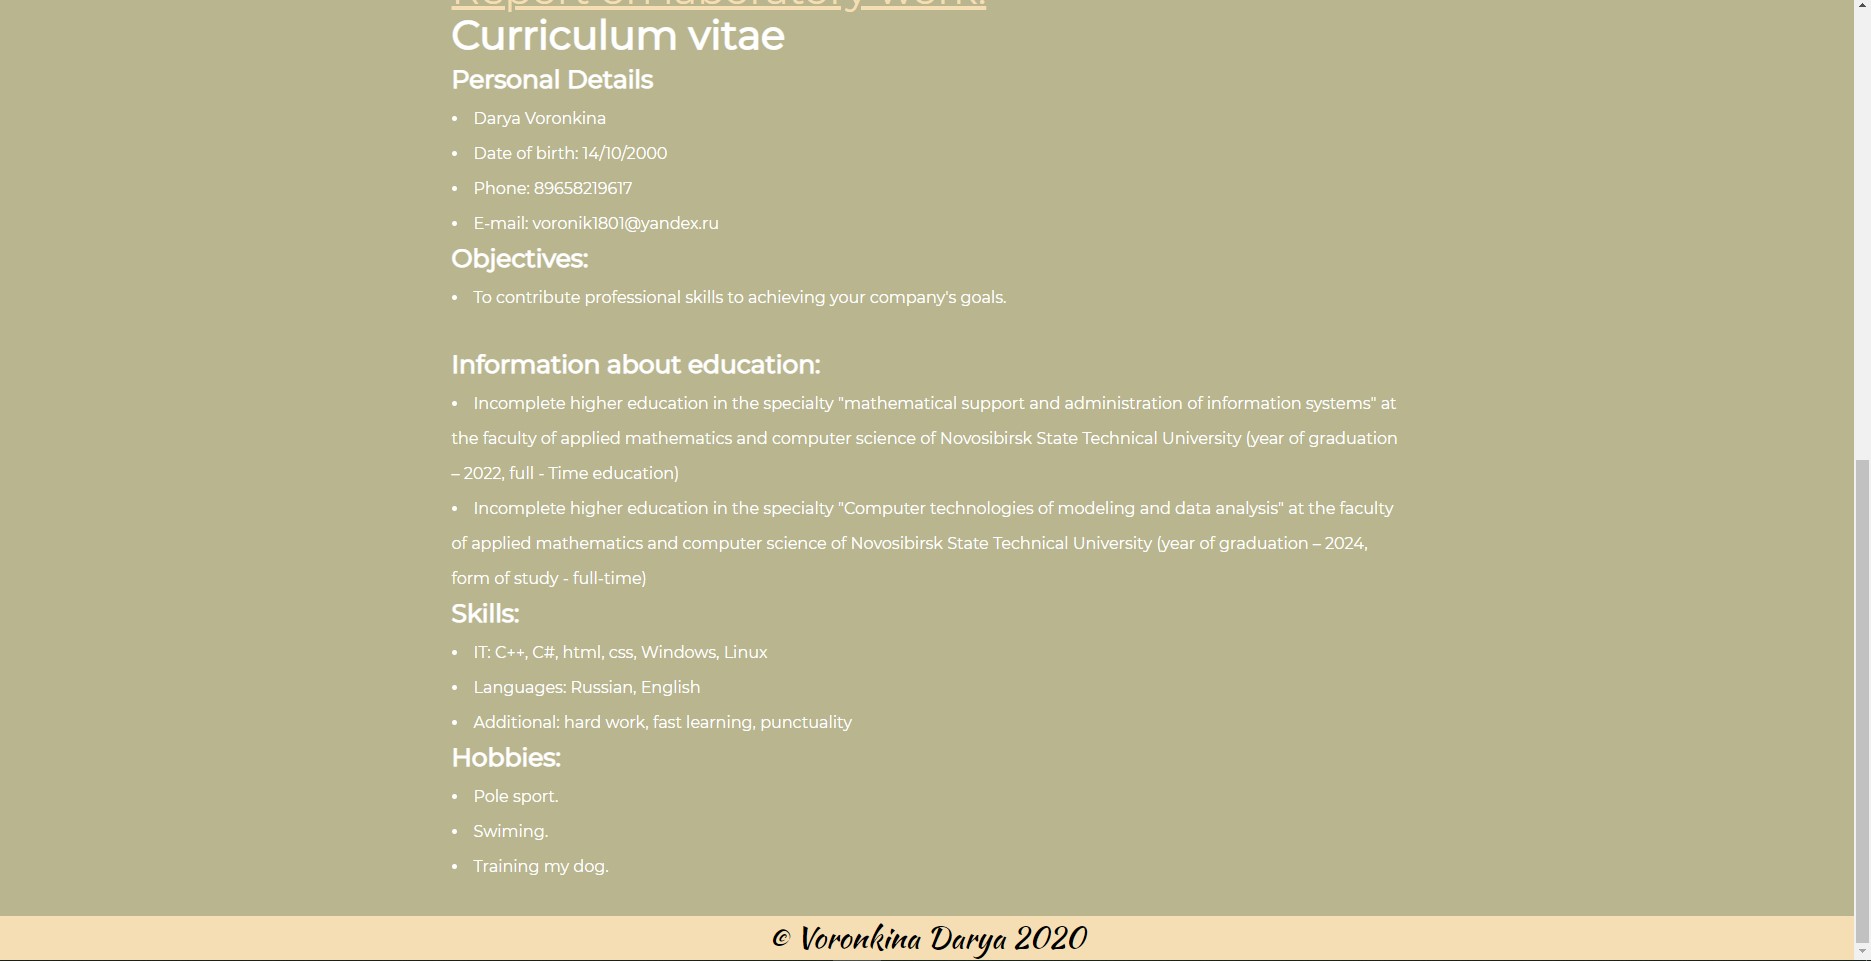 Report on laboratory work.
Curriculum vitae
Personal Details
• Darya Voronkina
• Date of birth: 14/10/2000
• Phone: 89658219617
• E-mail: voronik1801@yandex.ru
Objectives:
• To contribute professional skills to achieving your company's goals.
Information about education:
• Incomplete higher education in the specialty "mathematical support and administration of information systems" at
the faculty of applied mathematics and computer science of Novosibirsk State Technical University (year of graduation
– 2022, full - Time education)
• Incomplete higher education in the specialty "Computer technologies of modeling and data analysis" at the faculty
of applied mathematics and computer science of Novosibirsk State Technical University (year of graduation – 2024,
form of study - full-time)
Skills:
• IT: C++, C#, html, css, Windows, Linux
• Languages: Russian, English
• Additional: hard work, fast learning, punctuality
Hobbies:
• Pole sport.
• Swiming.
• Training my dog.
© Voronkina Darya 2020